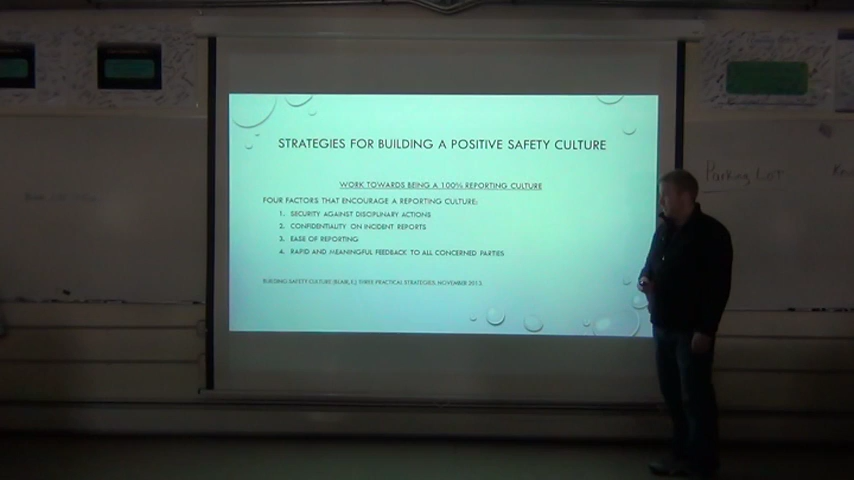 STRATEGIES FOR BUILDING A POSITIVE SAFETY CULTURE
WORK TOWARDS BEING A 100% REPORTING CULTURE
FOUR FACTORS THAT ENCOURAGE A REPORTING CULTURE:
1. SECURITY AGAINST DISCIPLINARY ACTIONS
2. CONFIDENTIALITY ON INCIDENT REPORTS
3. EASE OF REPORTING
4. RAPID AND MEANINGFUL FEEDBACK TO ALL CONCERNED PARTIES
BUILDING SAFETY CULTURE (BLAIR, E.), THREE PRACTICAL STRATEGIES, NOVEMBER 2013.
Parking Lot